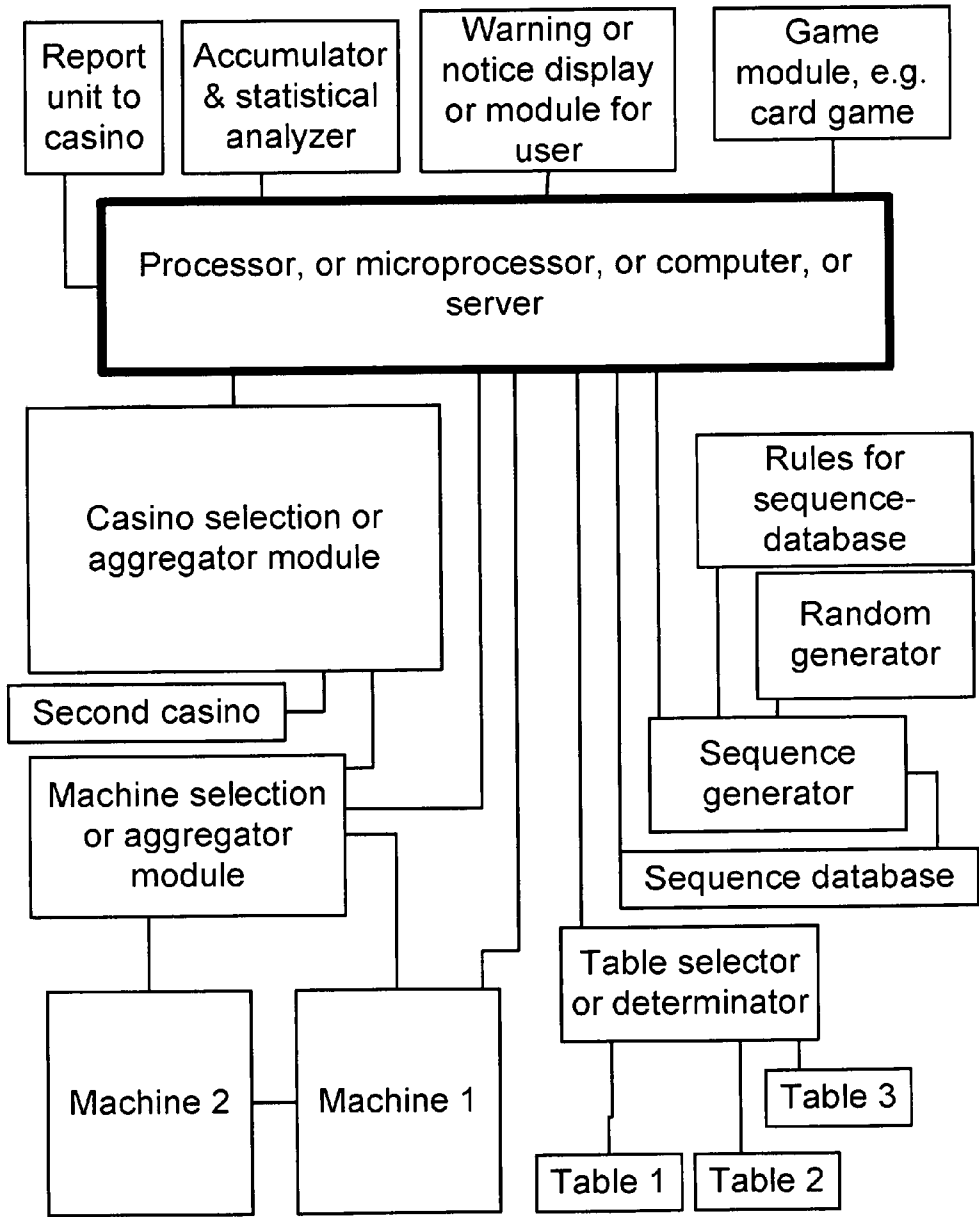 Report
unit to
casino
Accumulator
& statistical
analyzer
Warning or
notice display
or module for
user
Game
module, e.g.
card game
Processor, or microprocessor, or computer, or
server
Casino selection or
aggregator module
Second casino
Machine selection
or aggregator
module
Machine 2
Machine 1
Rules for
sequence-
database
Random
generator
Sequence
generator
Sequence database
Table selector
or determinator
Table 3
Table 1
Table 2